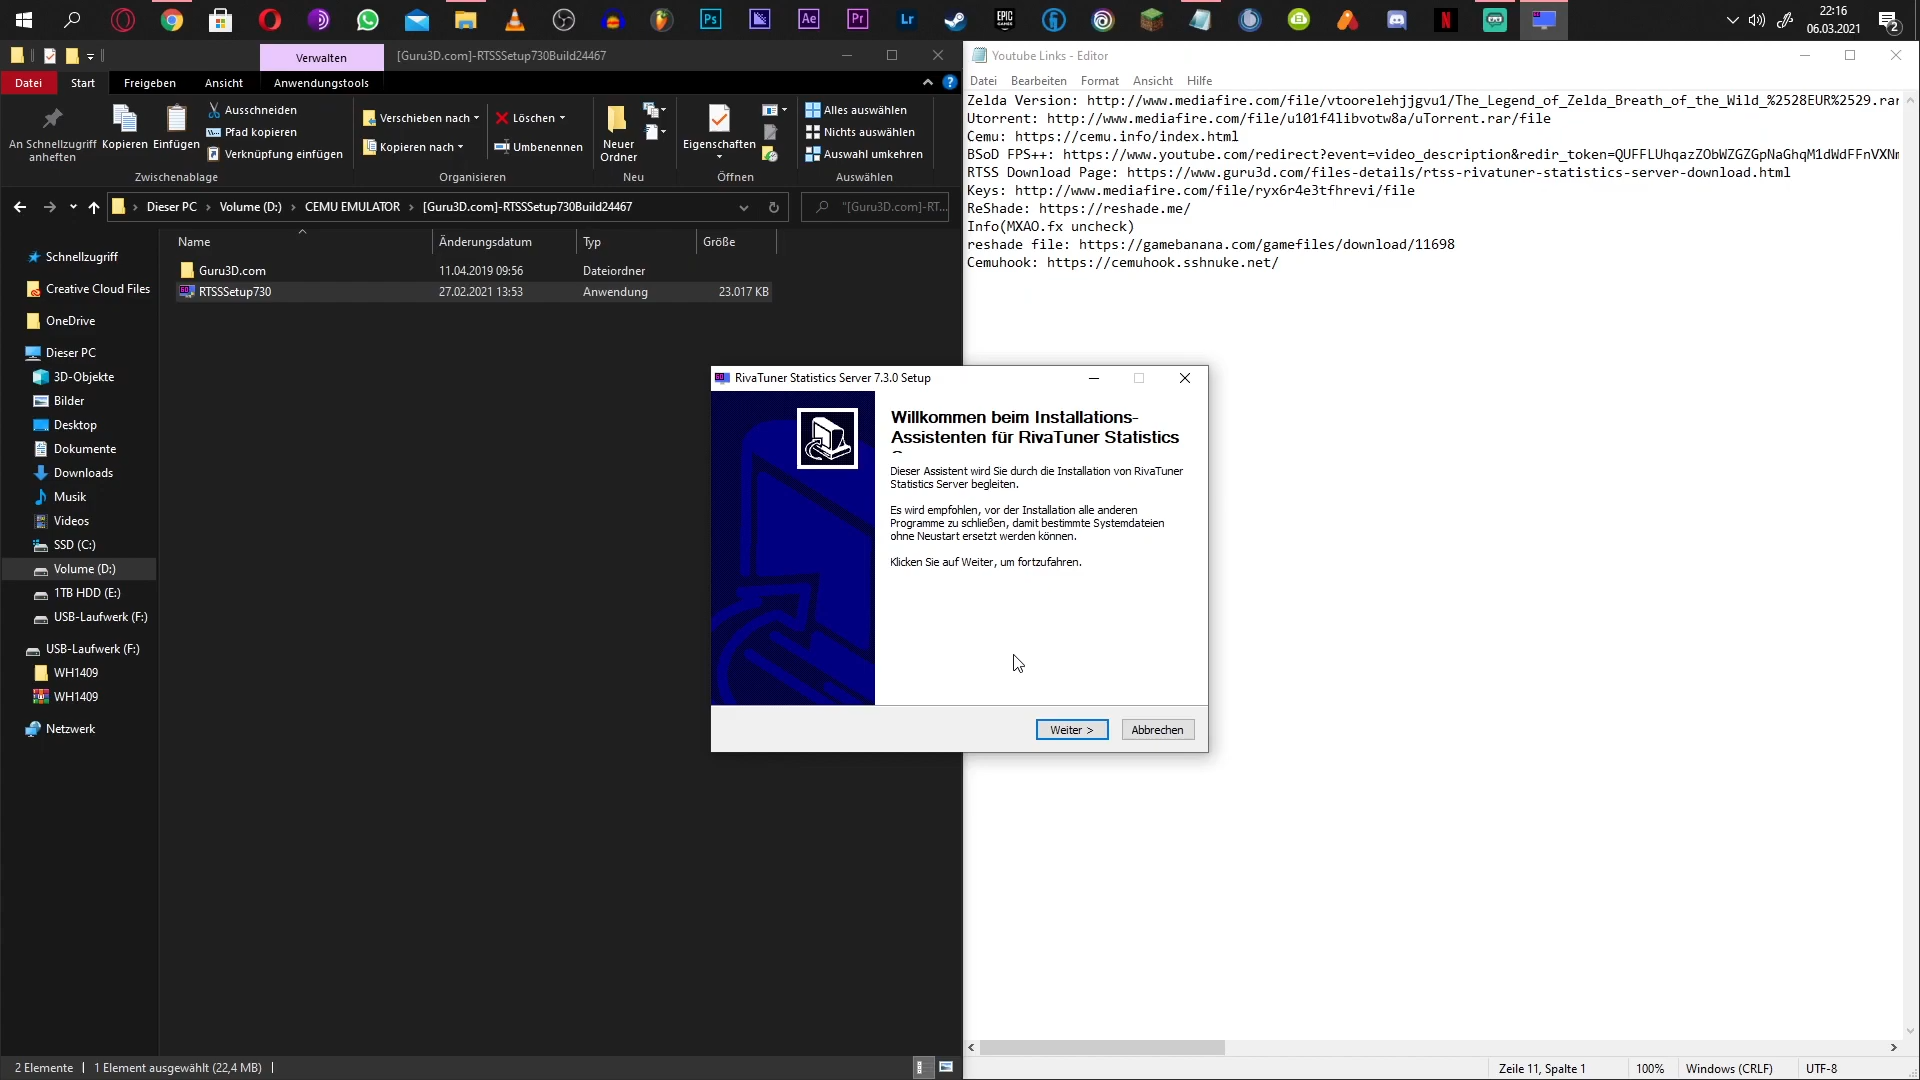 22:16
06.03.2021
2
Ps
Ae
Pr
Lr
EPIC
GAMES
N
Verwalten
[Guru3D.com]-RTSSSetup730Build24467
Datei
Start
Freigeben
Ansicht
Anwendungstools
An Schnellzugriff
anheften
Kopieren
Einfügen
Ausschneiden
Pfad kopieren
Verknüpfung einfügen
Zwischenablage
Verschieben nach
Kopieren nach
Löschen
Umbenennen
Organisieren
Neuer
Ordner
Neu
Eigenschaften
Öffnen
Alles auswählen
Nichts auswählen
Auswahl umkehren
Auswählen
Dieser PC
Volume (D:)
CEMU EMULATOR
[Guru3D.com]-RTSSSetup730Build24467
"[Guru3D.com]-RT...
Name
Änderungsdatum
Typ
Größe
Guru3D.com
11.04.2019 09:56
Dateiordner
RTSSSetup730
27.02.2021 13:53
Anwendung
23.017 KB
Schnellzugriff
Creative Cloud Files
OneDrive
Dieser PC
3D-Objekte
Bilder
Desktop
Dokumente
Downloads
Musik
Videos
SSD (C:)
Volume (D:)
1TB HDD (E:)
USB-Laufwerk (F:)
USB-Laufwerk (F:)
WH1409
WH1409
Netzwerk
2 Elemente
1 Element ausgewählt (22,4 MB)
Youtube Links - Editor
Datei
Bearbeiten
Format
Ansicht
Hilfe
Zelda Version: http://www.mediafire.com/file/vtoorelehjjgvu1/The_Legend_of_Zelda_Breath_of_the_Wild_%2528EUR%2529.rar
Utorrent: http://www.mediafire.com/file/u101f4libvotw8a/uTorrent.rar/file
Cemu: https://cemu.info/index.html
BSoD FPS++: https://www.youtube.com/redirect?event=video_description&redir_token=QUFFLUhqazZObWZGZGpNaGhqM1dWdFFnVXNm
RTSS Download Page: https://www.guru3d.com/files-details/rtss-rivatuner-statistics-server-download.html
Keys: http://www.mediafire.com/file/ryx6r4e3tfhrevi/file
ReShade: https://reshade.me/
Info(MXAO.fx uncheck)
reshade file: https://gamebanana.com/gamefiles/download/11698
Cemuhook: https://cemuhook.sshnuke.net/
Zeile 11, Spalte 1
100%
Windows (CRLF)
UTF-8
RivaTuner Statistics Server 7.3.0 Setup
Willkommen beim Installations-
Assistenten für RivaTuner Statistics
Dieser Assistent wird Sie durch die Installation von RivaTuner
Statistics Server begleiten.
Es wird empfohlen, vor der Installation alle anderen
Programme zu schließen, damit bestimmte Systemdateien
ohne Neustart ersetzt werden können.
Klicken Sie auf Weiter, um fortzufahren.
Weiter >
Abbrechen